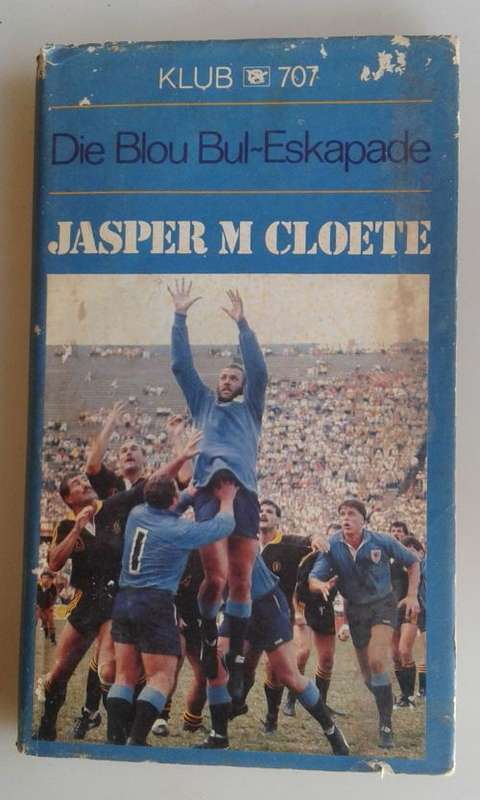 KLUB 707
Die Blou Bul-Eskapade
JASPER M CLOETE
1